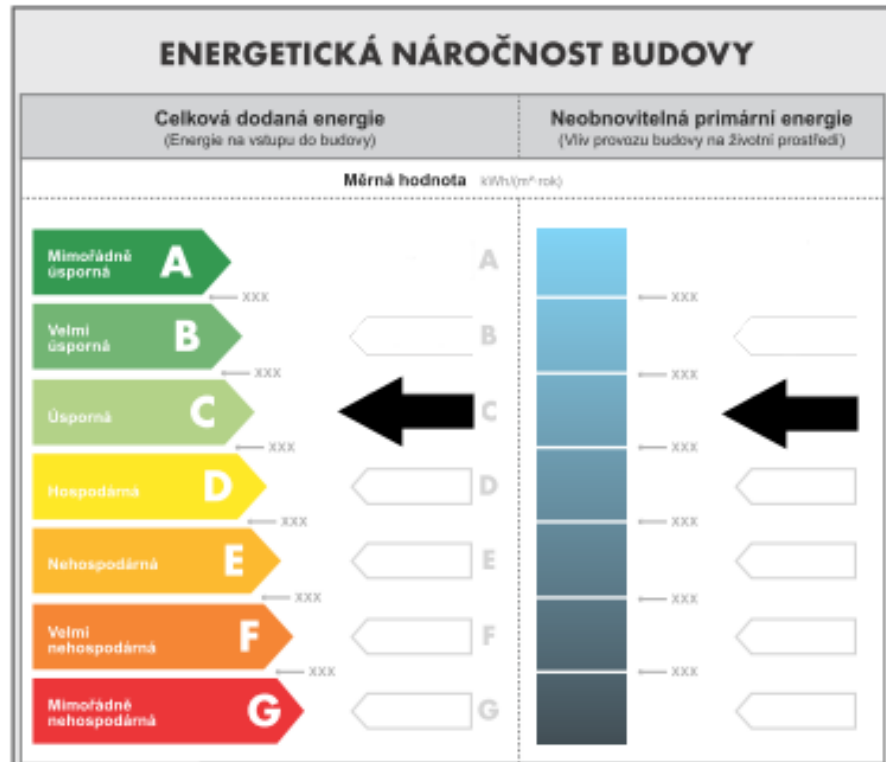 ENERGETICKÁ NÁROČNOST BUDOVY
Celková dodaná energie
(Energie na vstupu do budovy)
Neobnovitelná primární energie
(Vliv provozu budovy na životní prostředí)
Měrná hodnota kWh/(m²·rok)
Mimořádně
úsporná
A
A
XXX
XXX
Velmi
úsporná
B
B
XXX
XXX
Úsporná
C
C
XXX
XXX
Hospodárná
D
D
XXX
XXX
Nehospodárná
E
E
XXX
XXX
Velmi
nehospodárná
F
F
XXX
XXX
Mimořádně
nehospodárná
G
G